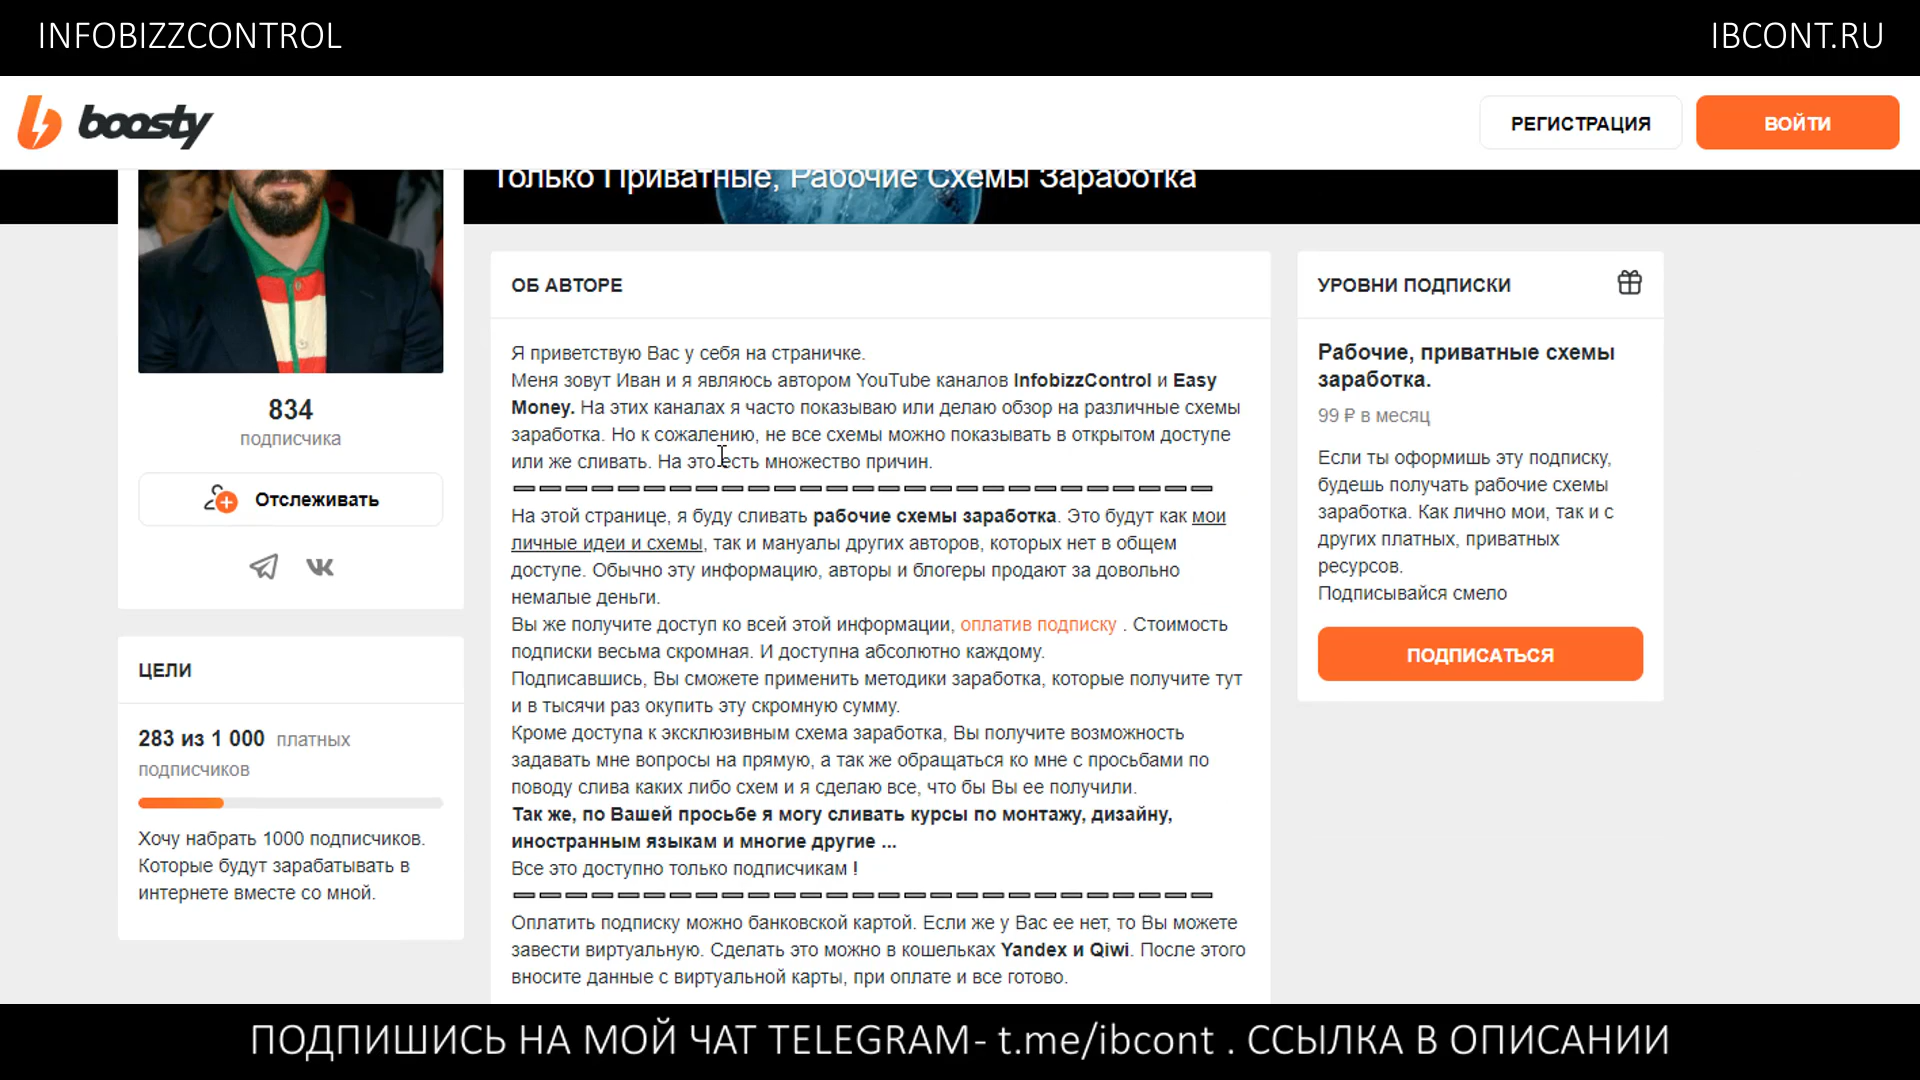 INFOBIZZCONTROL
IBCONT.RU
boosty
РЕГИСТРАЦИЯ
ВОЙТИ
Только Приватные, Рабочие Схемы Заработка
834
подписчика
Отслеживать
ЦЕЛИ
283 из 1 000 платных
подписчиков
Хочу набрать 1000 подписчиков.
Которые будут зарабатывать в
интернете вместе со мной.
ОБ АВТОРЕ
Я приветствую Вас у себя на страничке.
Меня зовут Иван и я являюсь автором YouTube каналов InfobizzControl и Easy
Money. На этих каналах я часто показываю или делаю обзор на различные схемы
заработка. Но к сожалению, не все схемы можно показывать в открытом доступе
или же сливать. На это есть множество причин.
На этой странице, я буду сливать рабочие схемы заработка. Это будут как мои
личные идеи и схемы, так и мануалы других авторов, которых нет в общем
доступе. Обычно эту информацию, авторы и блогеры продают за довольно
немалые деньги.
Вы же получите доступ ко всей этой информации, оплатив подписку . Стоимость
подписки весьма скромная. И доступна абсолютно каждому.
Подписавшись, Вы сможете применить методики заработка, которые получите тут
и в тысячи раз окупить эту скромную сумму.
Кроме доступа к эксклюзивным схема заработка, Вы получите возможность
задавать мне вопросы на прямую, а так же обращаться ко мне с просьбами по
поводу слива каких либо схем и я сделаю все, что бы Вы ее получили.
Так же, по Вашей просьбе я могу сливать курсы по монтажу, дизайну,
иностранным языкам и многие другие ...
Все это доступно только подписчикам !
Оплатить подписку можно банковской картой. Если же у Вас ее нет, то Вы можете
завести виртуальную. Сделать это можно в кошельках Yandex и Qiwi. После этого
вносите данные с виртуальной карты, при оплате и все готово.
УРОВНИ ПОДПИСКИ
Рабочие, приватные схемы
заработка.
99 ₽ в месяц
Если ты оформишь эту подписку,
будешь получать рабочие схемы
заработка. Как лично мои, так и с
других платных, приватных
ресурсов.
Подписывайся смело
ПОДПИСАТЬСЯ
ПОДПИШИСЬ НА МОЙ ЧАТ TELEGRAM- t.me/ibcont . ССЫЛКА В ОПИСАНИИ